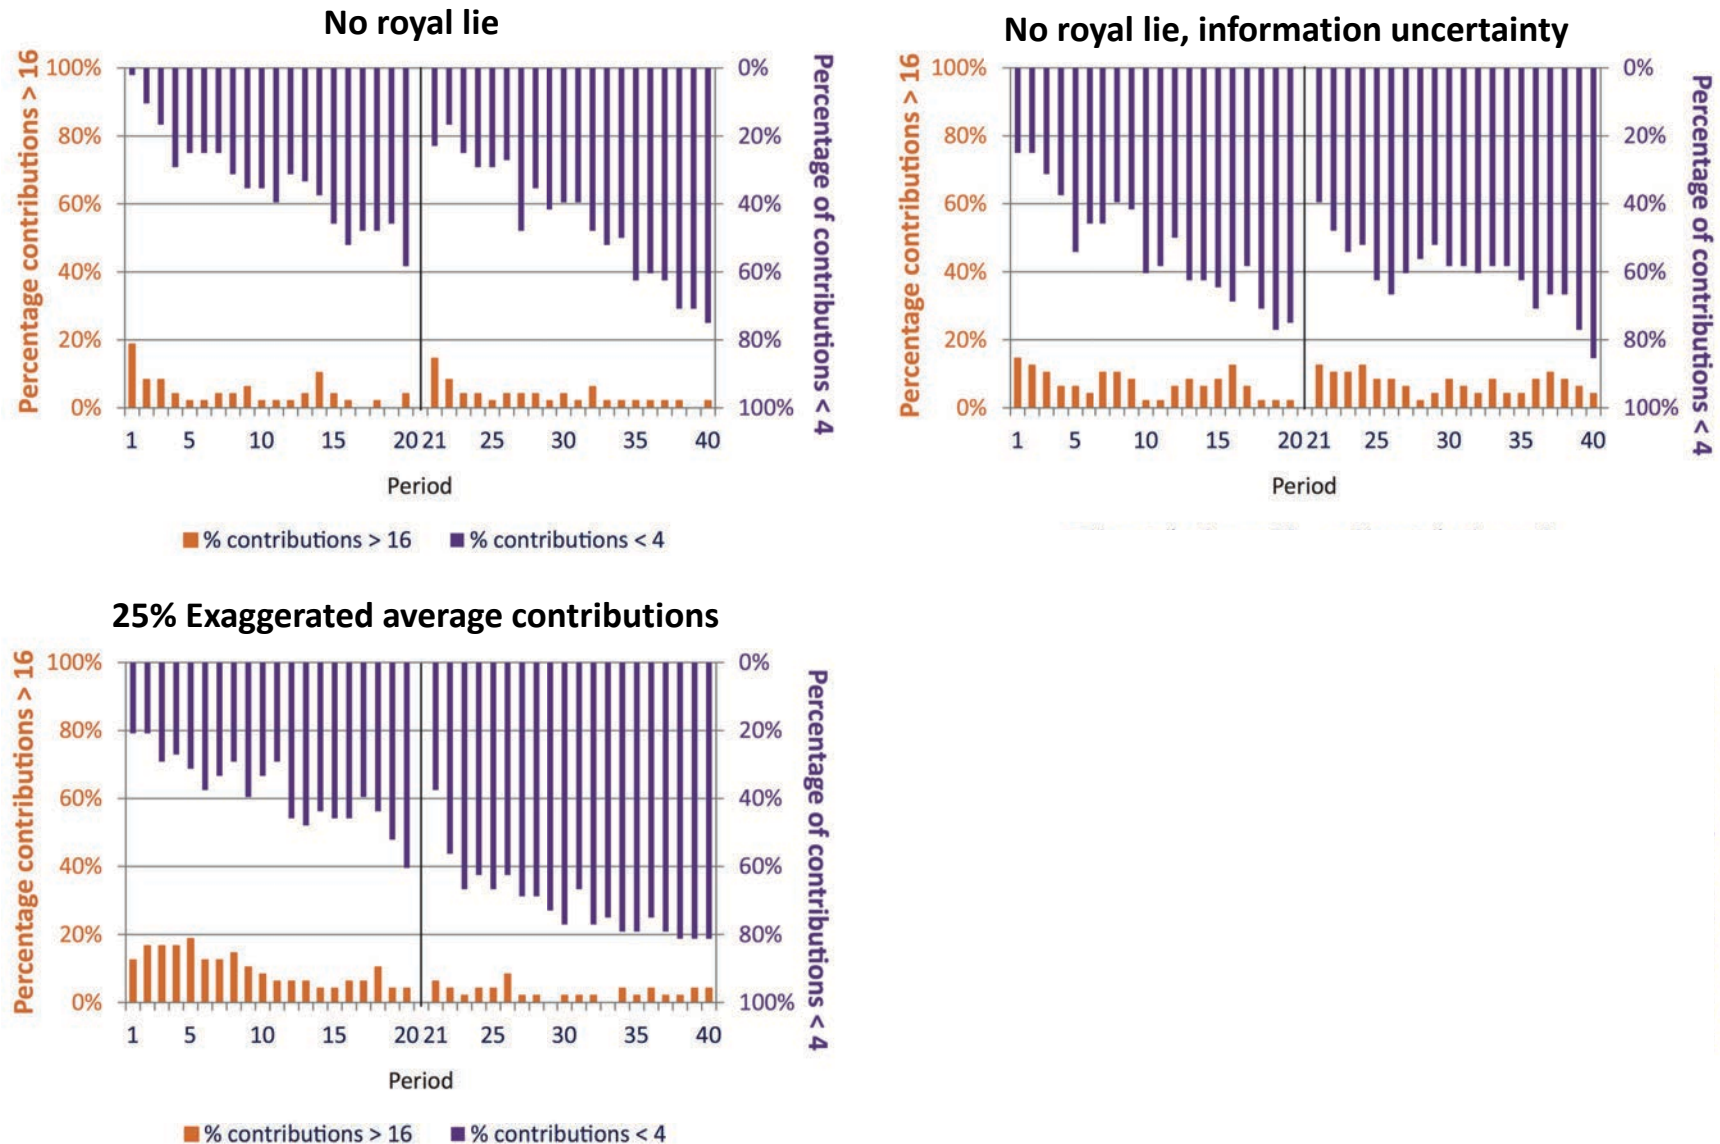 No royal lie
Percentage contributions > 16
100%
80%
60%
40%
20%
0%
0%
20%
40%
60%
80%
100%
Percentage of contributions < 4
1 5 10 15 20 21 25 30 35 40
Period
% contributions > 16 % contributions < 4
No royal lie, information uncertainty
Percentage contributions > 16
100%
80%
60%
40%
20%
0%
0%
20%
40%
60%
80%
100%
Percentage of contributions < 4
1 5 10 15 20 21 25 30 35 40
Period
25% Exaggerated average contributions
Percentage contributions > 16
100%
80%
60%
40%
20%
0%
0%
20%
40%
60%
80%
100%
Percentage of contributions < 4
1 5 10 15 20 21 25 30 35 40
Period
% contributions > 16 % contributions < 4